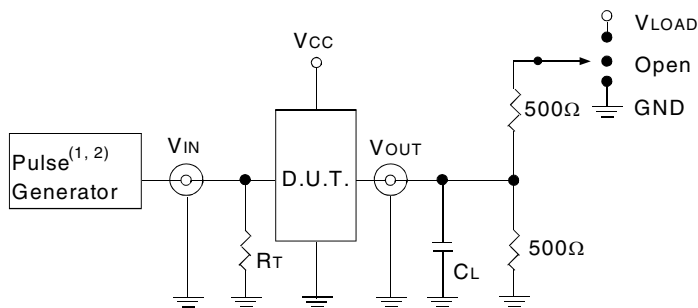 VCC
VLOAD
Open
GND
500Ω
Pulse(1, 2)
Generator
VIN
D.U.T.
VOUT
RT
CL
500Ω